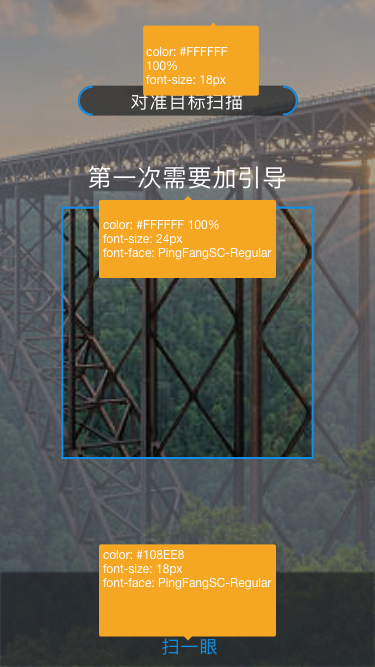 color: #FFFFFF
100%
font-size: 18px
对准目标扫描
第一次需要加引导
color: #FFFFFF 100%
font-size: 24px
font-face: PingFangSC-Regular
color: #108EE8
font-size: 18px
font-face: PingFangSC-Regular
扫一眼